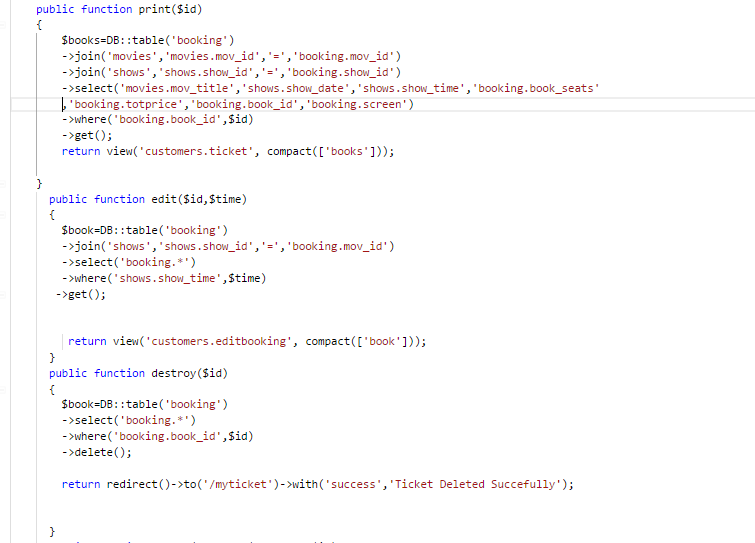 public function print($id)
{
$books=DB::table('booking')
->join('movies','movies.mov_id','=','booking.mov_id')
->join('shows','shows.show_id','=','booking.show_id')
->select('movies.mov_title','shows.show_date','shows.show_time','booking.book_seats'
,'booking.totprice','booking.book_id','booking.screen')
->where('booking.book_id',$id)
->get();
return view('customers.ticket', compact(['books']));
}
public function edit($id,$time)
{
$book=DB::table('booking')
->join('shows','shows.show_id','=','booking.mov_id')
->select('booking.*')
->where('shows.show_time',$time)
->get();
return view('customers.editbooking', compact(['book']));
}
public function destroy($id)
{
$book=DB::table('booking')
->select('booking.*')
->where('booking.book_id',$id)
->delete();
return redirect()->to('/myticket')->with('success','Ticket Deleted Succefully');
}